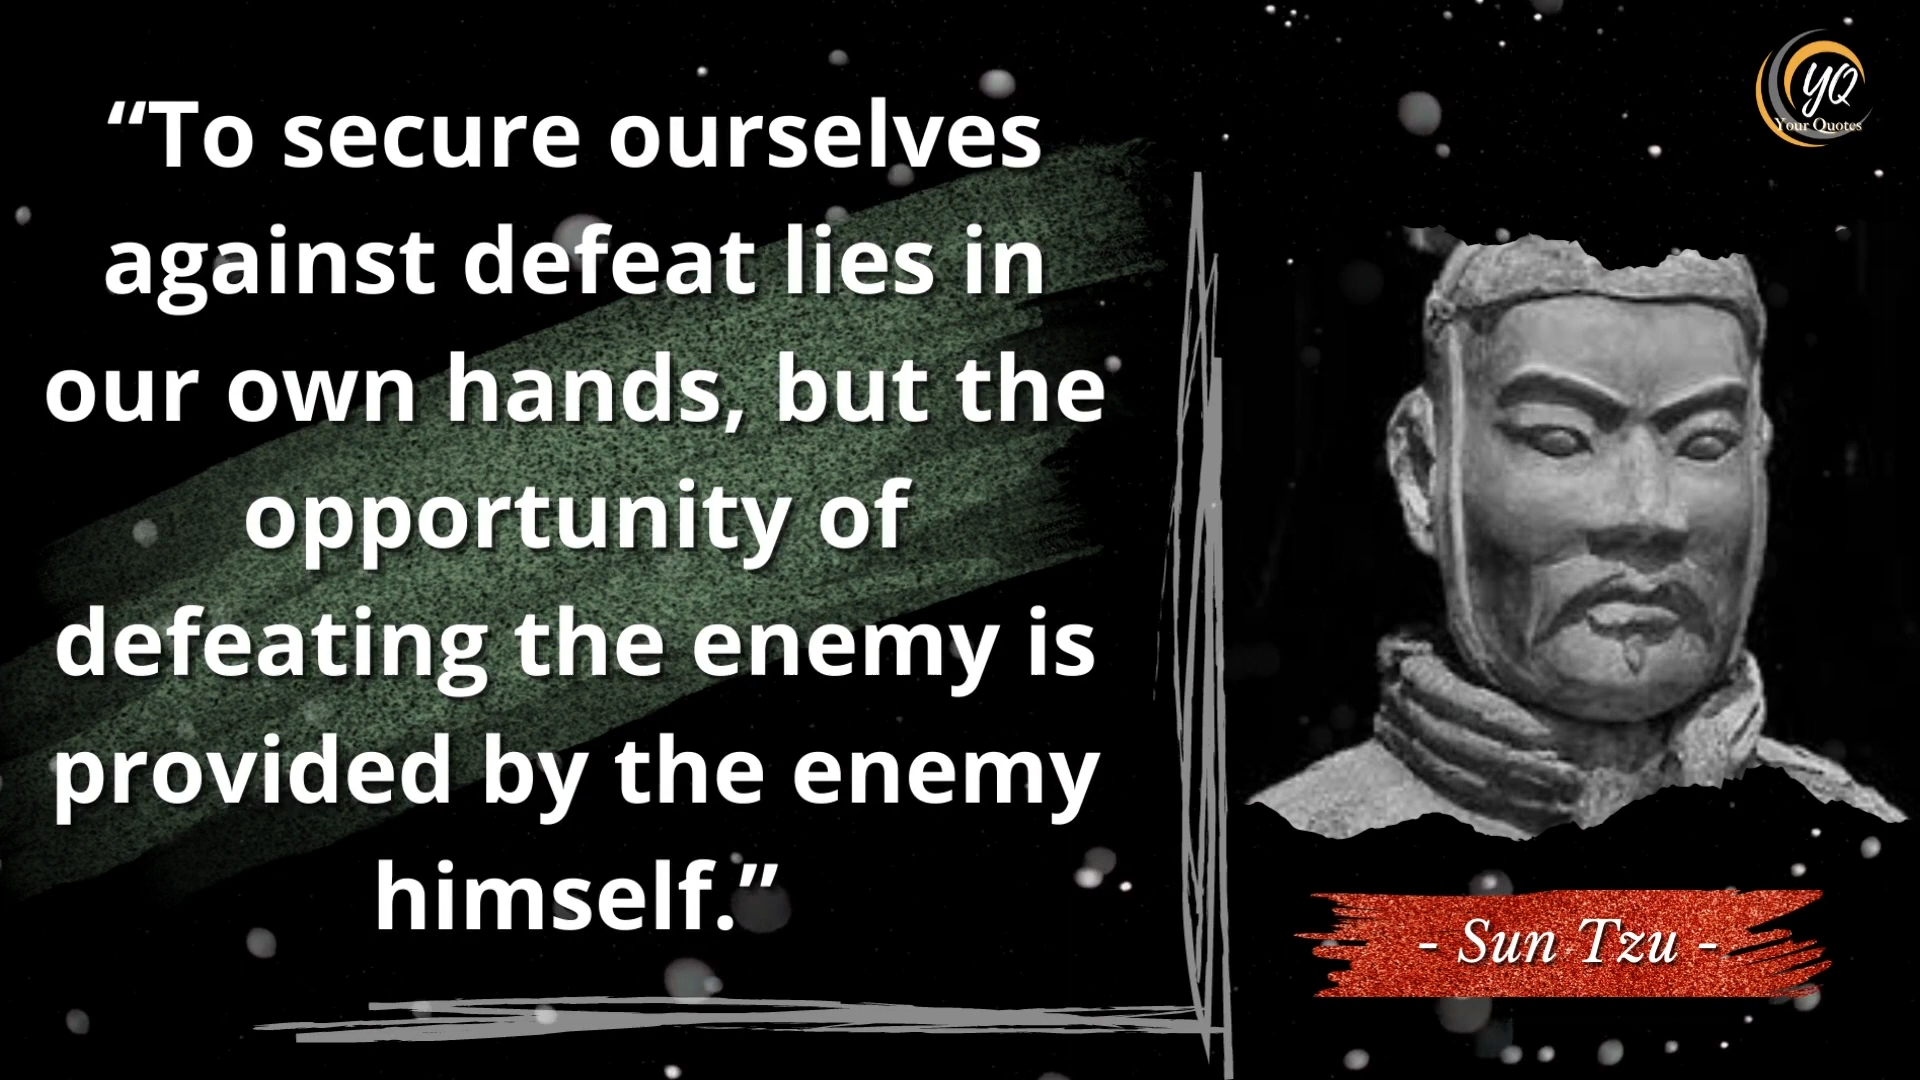 “To secure ourselves
against defeat lies in
our own hands, but the
opportunity of
defeating the enemy is
provided by the enemy
himself.”
YQ
Your Quotes
- Sun Tzu -